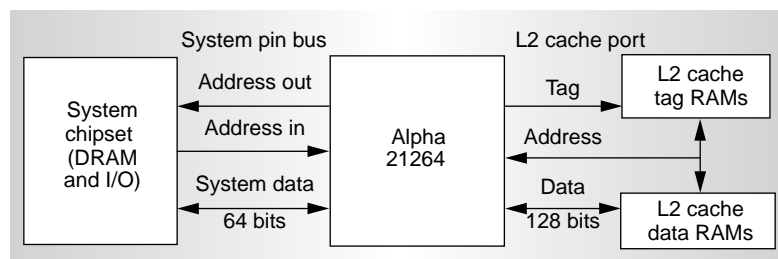 System pin bus
L2 cache port
System
chipset
(DRAM
and I/O)
Address out
Address in
System data
64 bits
Alpha
21264
Tag
Address
Data
128 bits
L2 cache
tag RAMs
L2 cache
data RAMs